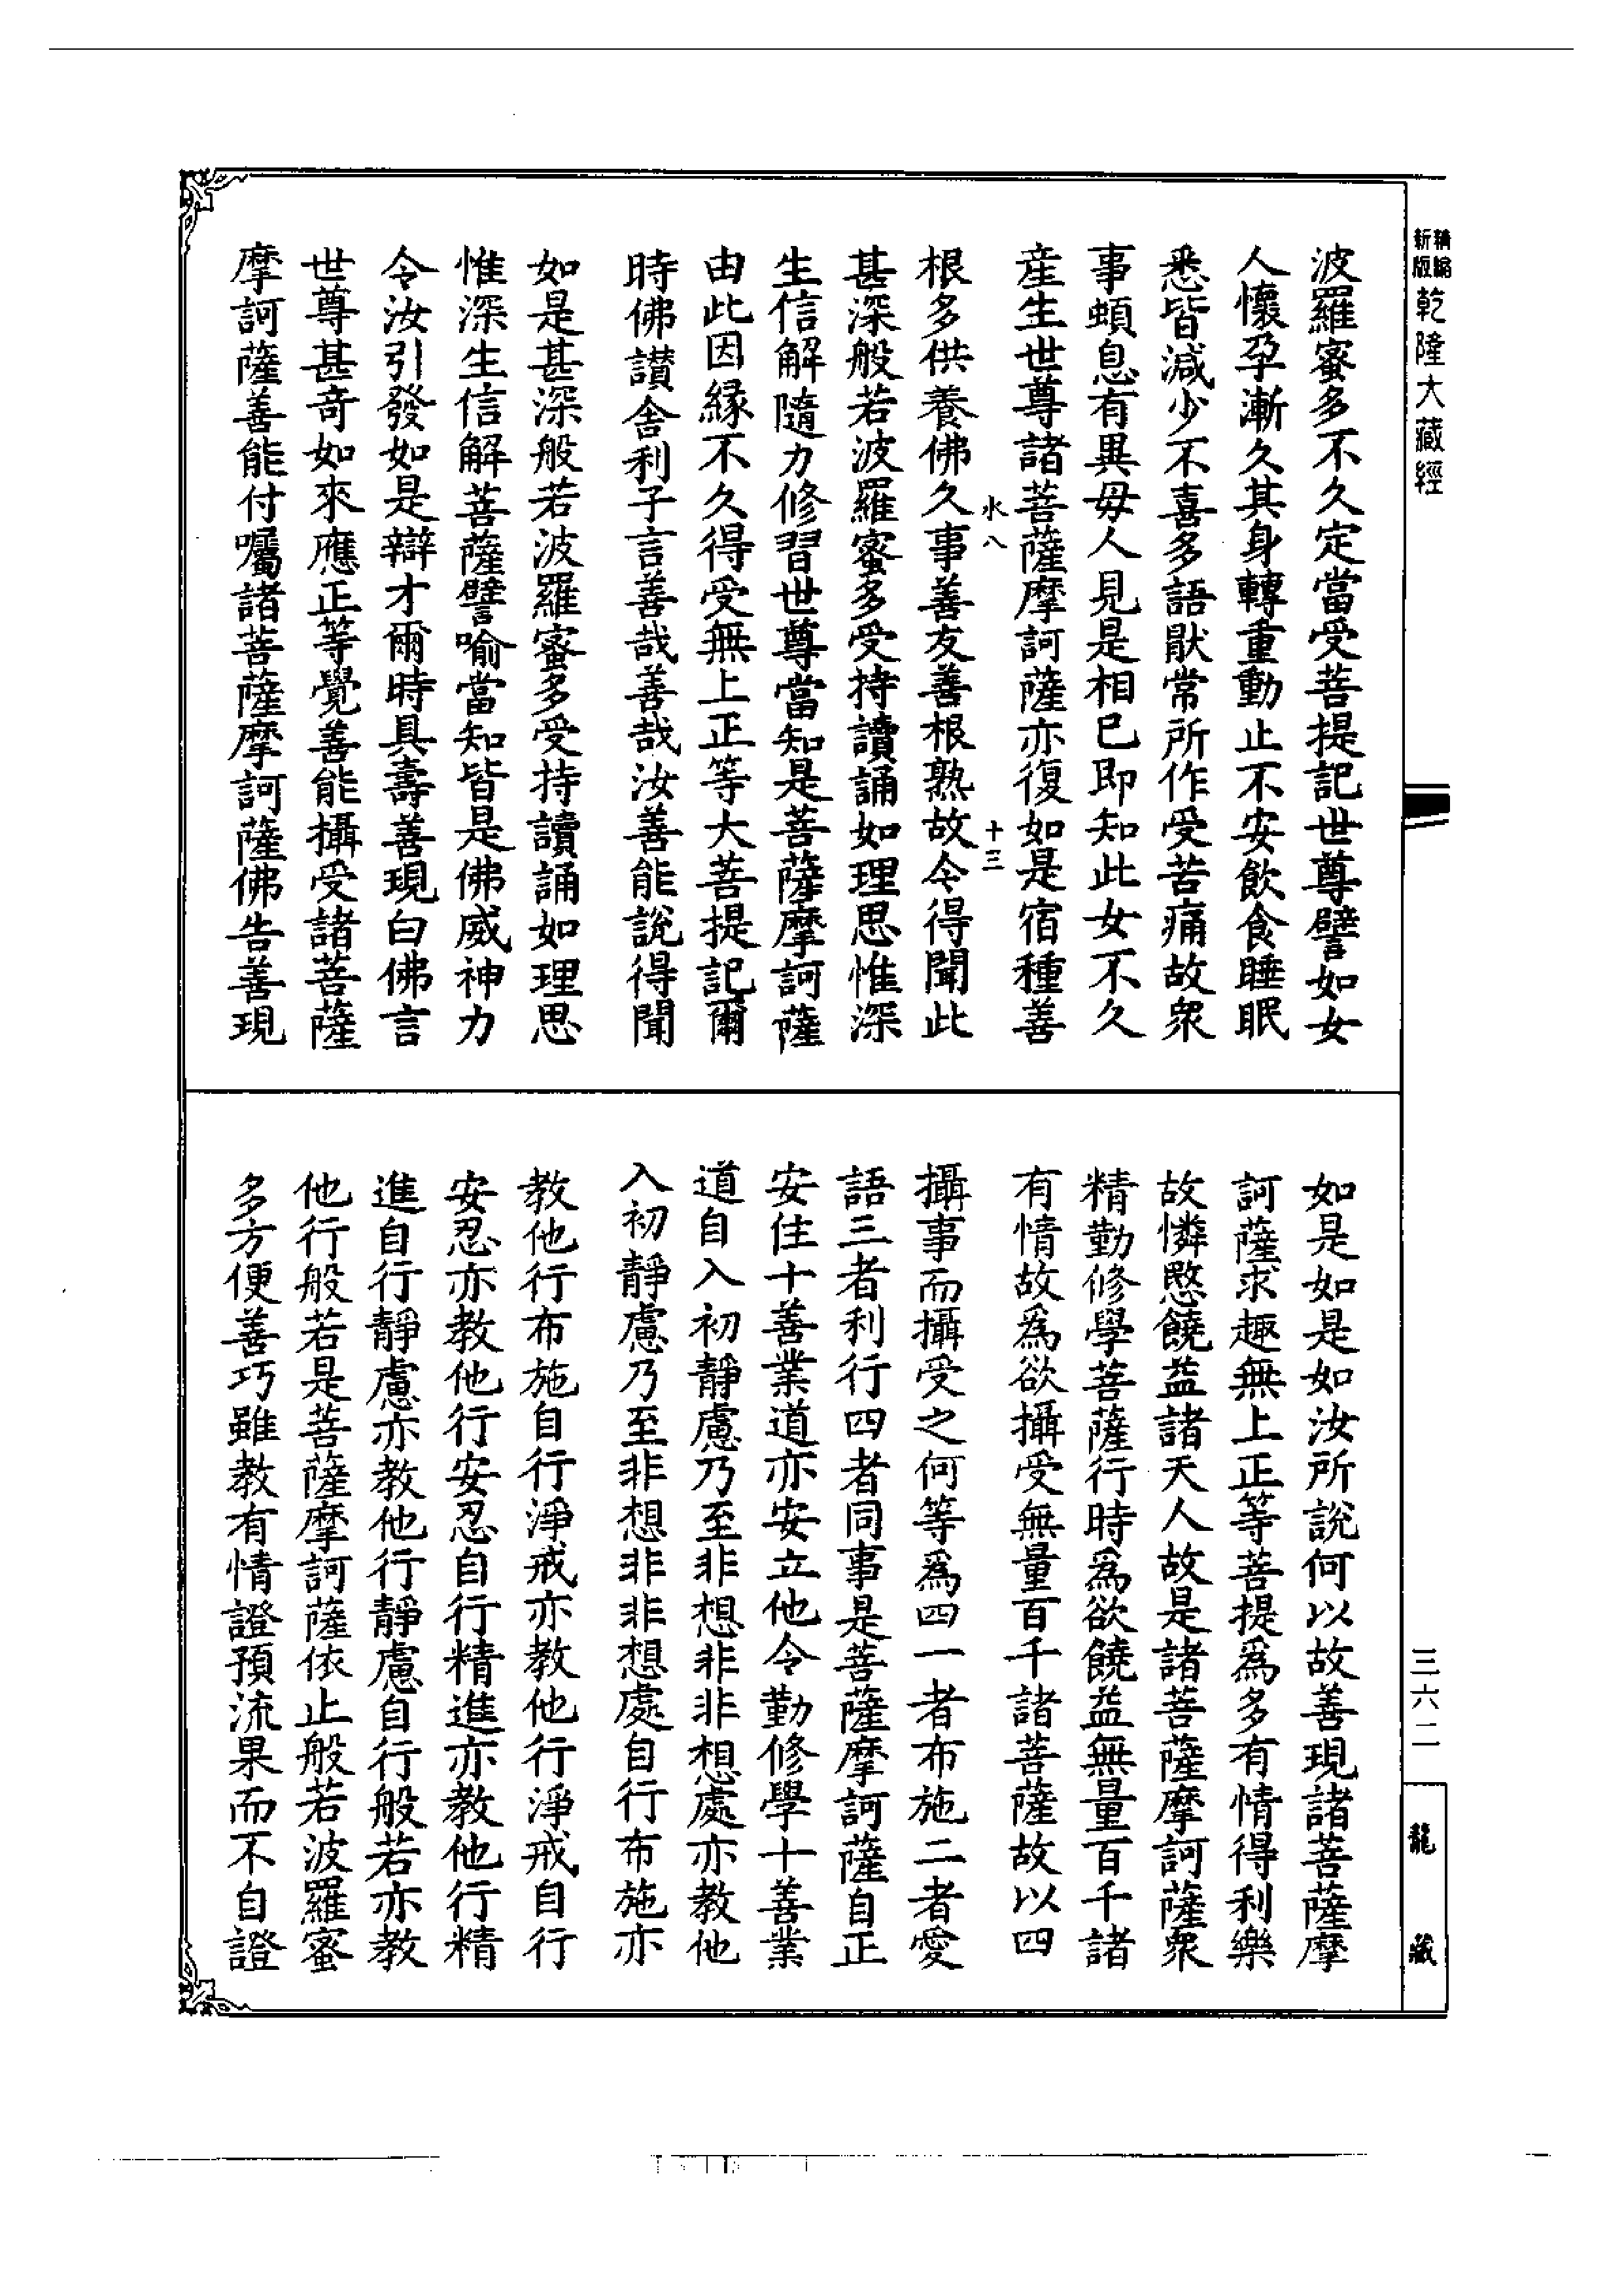 精縮新版乾隆大藏經
波羅蜜多不久定當受菩提記世尊譬如女
人懷孕漸久其身轉重動止不安飲食睡眠
悉皆減少不喜多語猒常所作受苦痛故衆
事頓息有異母人見是相已即知此女不久
産生世尊諸菩薩摩訶薩亦復如是宿種善
水八 十三
根多供養佛久事善友善根熟故令得聞此
甚深般若波羅蜜多受持讀誦如理思惟深
生信解隨力修習世尊當知是菩薩摩訶薩
由此因緣不久得受無上正等大菩提記爾
時佛讃舍利子言善哉善哉汝善能說得聞
如是甚深般若波羅蜜多受持讀誦如理思
惟深生信解菩薩譬喻當知皆是佛威神力
令汝引發如是辯才爾時具壽善現白佛言
世尊甚奇如來應正等覺善能攝受諸菩薩
摩訶薩善能付囑諸菩薩摩訶薩佛告善現
如是如是如汝所說何以故善現諸菩薩摩
訶薩求趣無上正等菩提爲多有情得利樂
故憐愍饒益諸天人故是諸菩薩摩訶薩衆
精勤修學菩薩行時爲欲饒益無量百千諸
有情故爲欲攝受無量百千諸菩薩故以四
攝事而攝受之何等爲四一者布施二者愛
語三者利行四者同事是菩薩摩訶薩自正
安住十善業道亦安立他令勤修學十善業
道自入初靜慮乃至非想非非想處亦教他
入初靜慮乃至非想非非想處自行布施亦
教他行布施自行淨戒亦教他行淨戒自行
安忍亦教他行安忍自行精進亦教他行精
進自行靜慮亦教他行靜慮自行般若亦教
他行般若是菩薩摩訶薩依止般若波羅蜜
多方便善巧雖教有情證預流果而不自證
三六二
龍藏